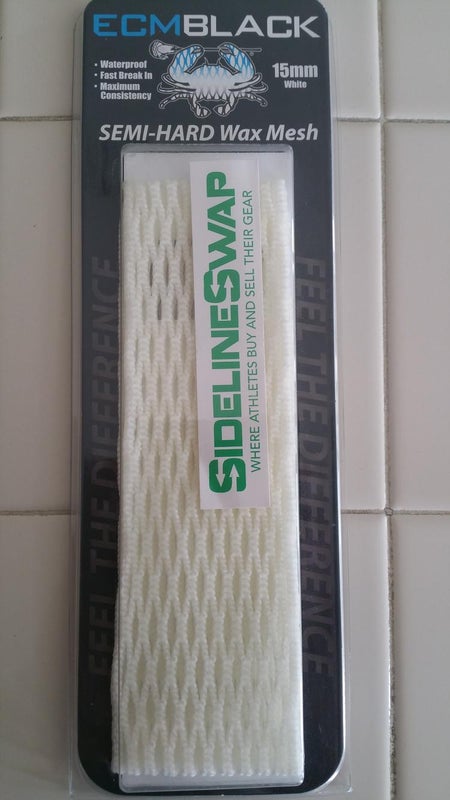 ECMBLACK
• Waterproof
• Fast Break In
• Maximum
Consistency
15mm
White
SEMI-HARD Wax Mesh
SIDELINESWAP
WHERE ATHLETES BUY AND SELL THEIR GEAR
FEEL THE DIFFERENCE
FEEL THE DIFFERENCE